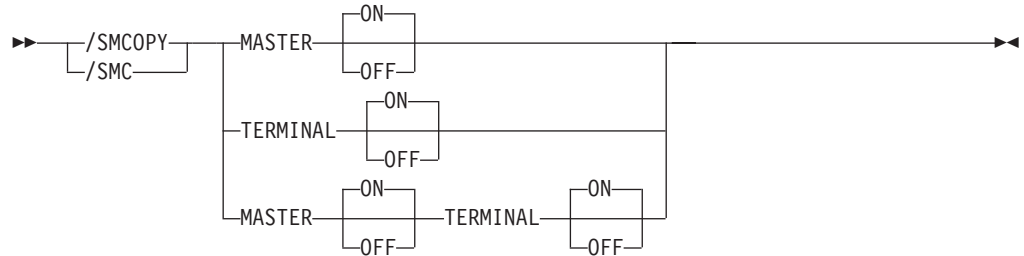 ON
/SMCOPY MASTER
/SMC OFF
ON
TERMINAL
OFF
ON ON
MASTER TERMINAL
OFF OFF